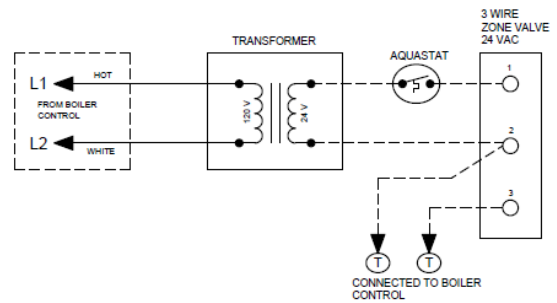 3 WIRE
ZONE VALVE
24 VAC
TRANSFORMER
AQUASTAT
L1
HOT
FROM BOILER
CONTROL
L2
WHITE
120 V
24 V
1
2
3
T
T
CONNECTED TO BOILER
CONTROL